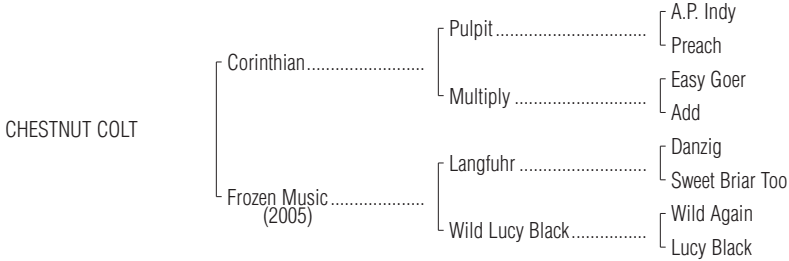 A.P. Indy
Pulpit..................................
Preach
Corinthian........................
Easy Goer
Multiply .............................
Add
CHESTNUT COLT
Danzig
Langfuhr ............................
Sweet Briar Too
Frozen Music...................
(2005)
Wild Again
Wild Lucy Black................
Lucy Black